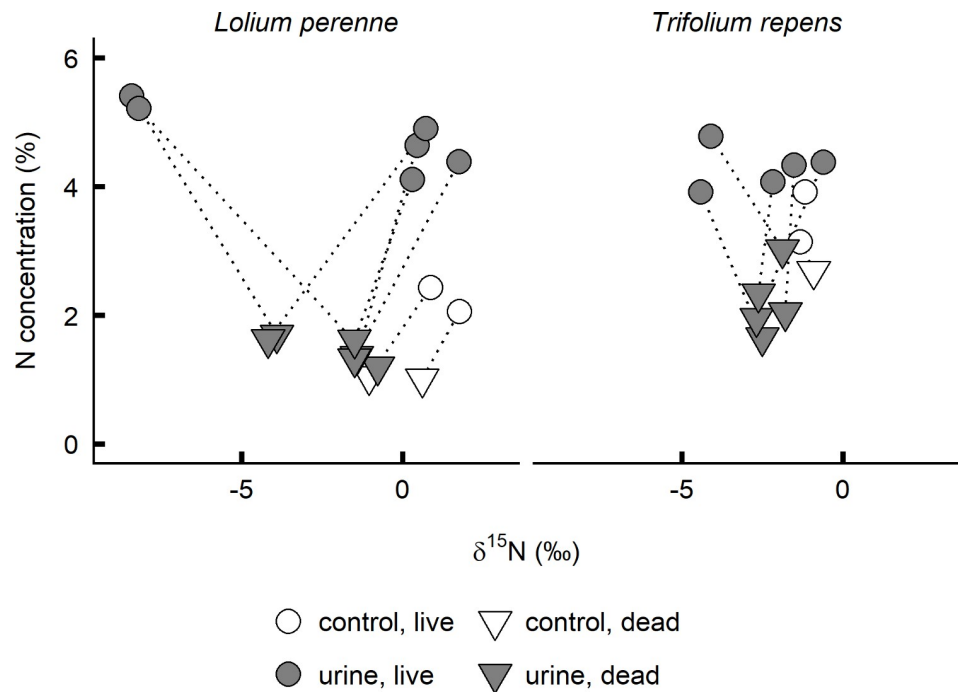 Lolium perenne
Trifolium repens
N concentration (%)
6
4
2
0
-5
0
-5
0
δ15N (‰)
control, live
control, dead
urine, live
urine, dead